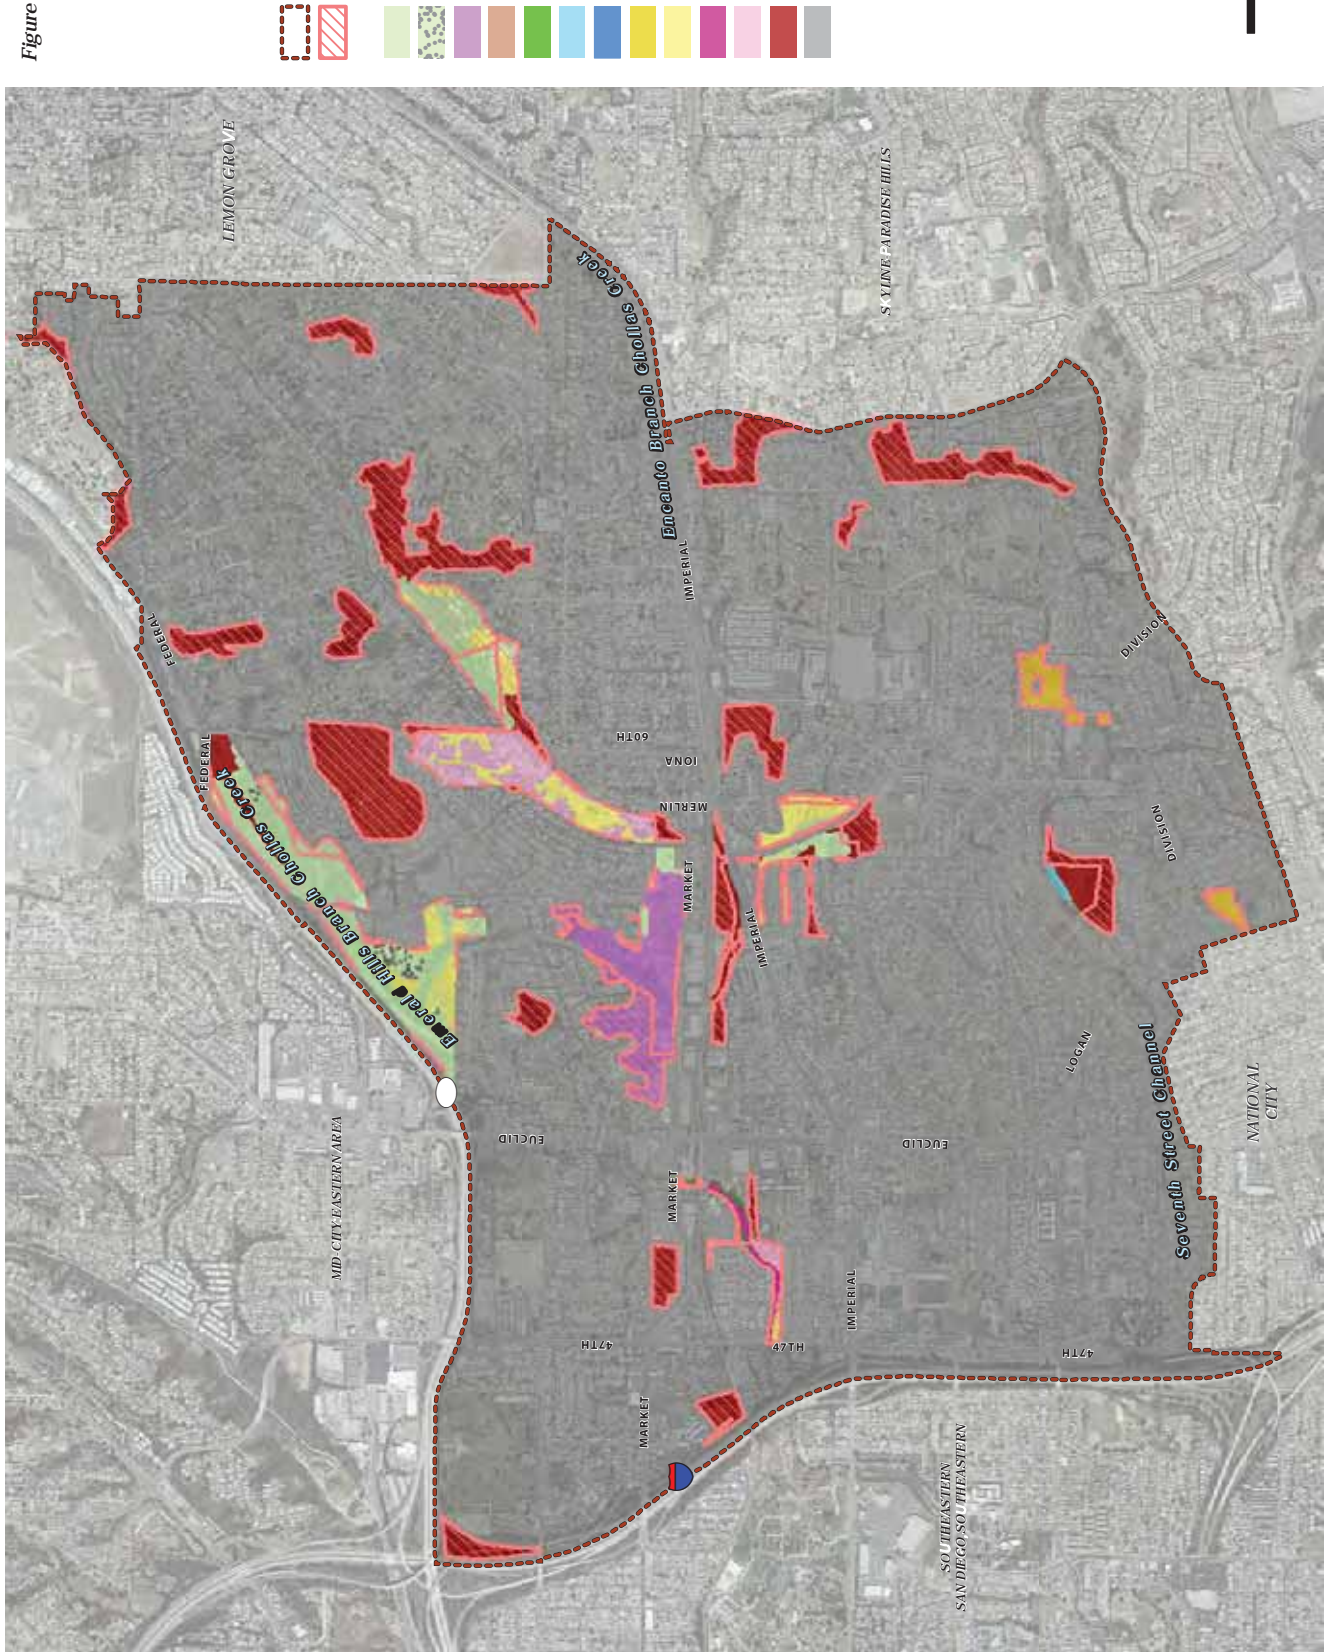 Figure
LEMON GROVE
SKYLINE-PARADISE HILLS
Encanto Branch Chollas Creek
IMPERIAL
FEDERAL
FEDERAL
DIVISION
60TH
IONA
MERLIN
Emerald Hills Branch Chollas Creek
MARKET
IMPERIAL
DIVISION
LOGAN
Seventh Street Channel
NATIONAL
CITY
MID-CITY:EASTERN AREA
EUCLID
EUCLID
MARKET
IMPERIAL
47TH
47TH
47TH
MARKET
SOUTHEASTERN
SAN DIEGO,SOUTHEASTERN